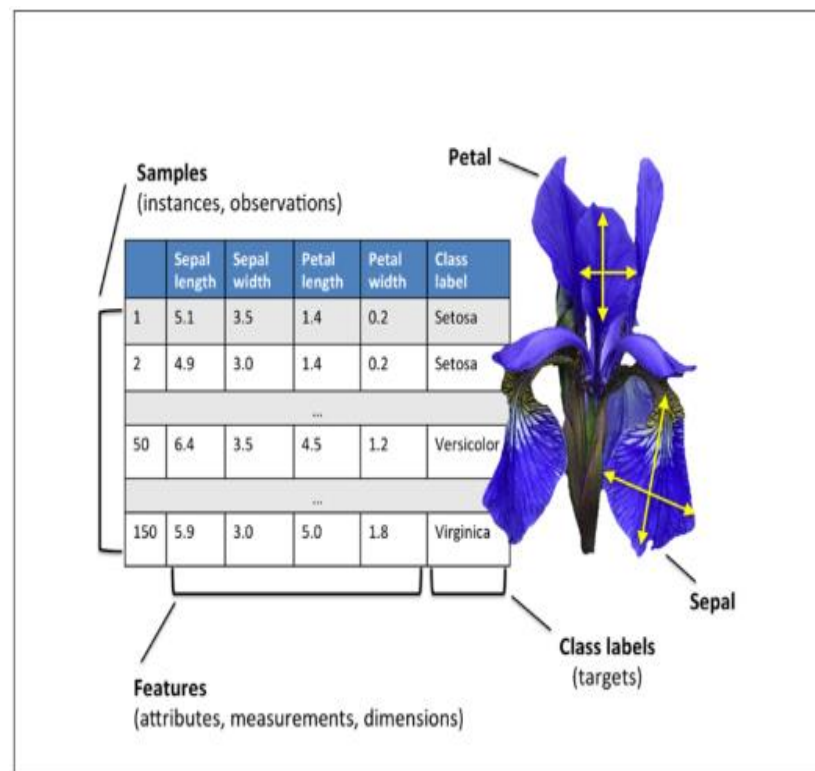 Petal
Samples
(instances, observations)
Sepal length Sepal width Petal length Petal width Class label
1 5.1 3.5 1.4 0.2 Setosa
2 4.9 3.0 1.4 0.2 Setosa
...
50 6.4 3.5 4.5 1.2 Versicolor
...
150 5.9 3.0 5.0 1.8 Virginica
Sepal
Class labels
(targets)
Features
(attributes, measurements, dimensions)